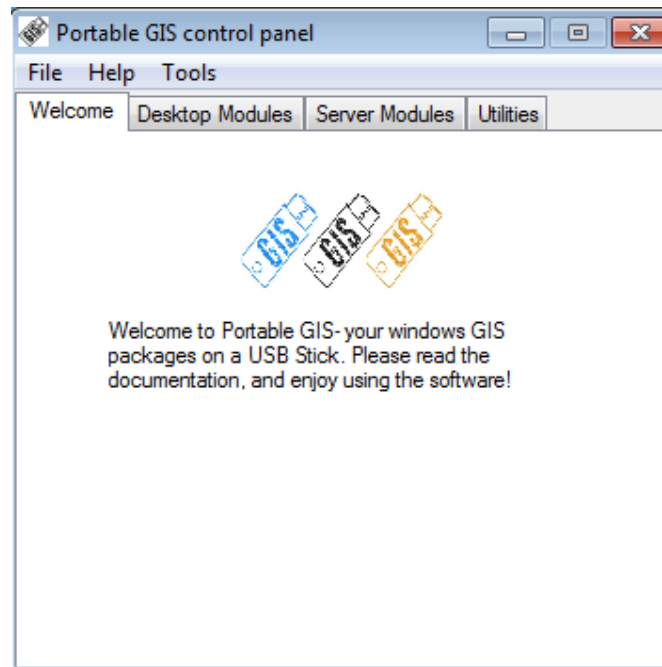 Portable GIS control panel
File Help Tools
Welcome Desktop Modules Server Modules Utilities
GIS GIS GIS
Welcome to Portable GIS- your windows GIS
packages on a USB Stick. Please read the
documentation, and enjoy using the software!